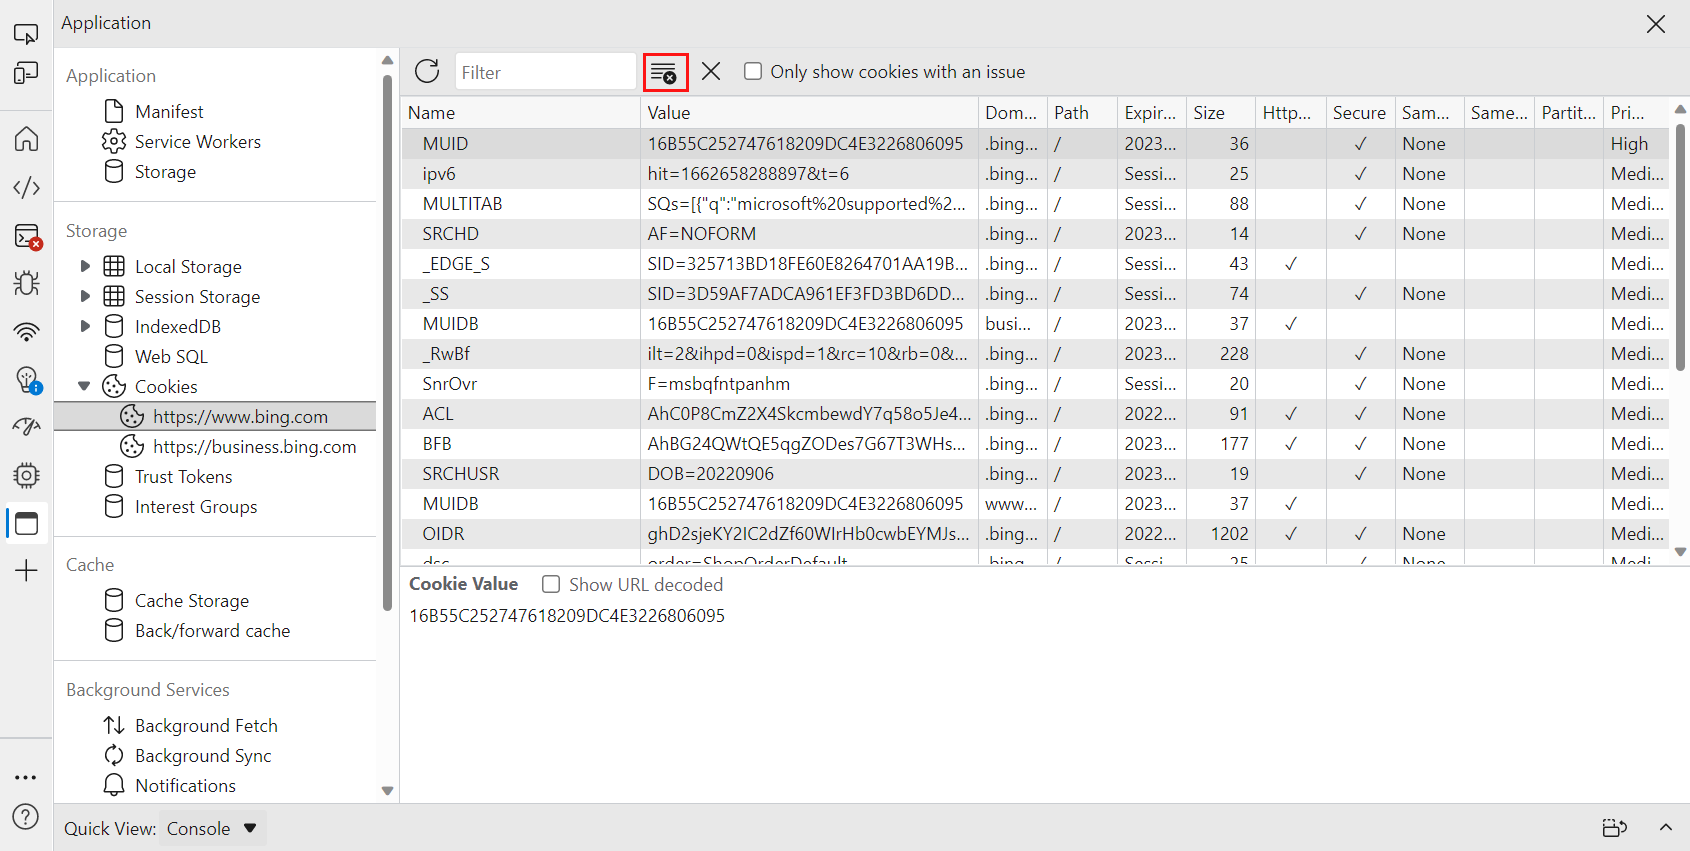 Application
Application
Manifest
Service Workers
Storage
Storage
Local Storage
Session Storage
IndexedDB
Web SQL
Cookies
https://www.bing.com
https://business.bing.com
Trust Tokens
Interest Groups
Cache
Cache Storage
Back/forward cache
Background Services
Background Fetch
Background Sync
Notifications
Filter
Only show cookies with an issue
Name Value Dom... Path Expir... Size Http... Secure Sam... Same... Partit... Pri...
MUID 16B55C252747618209DC4E3226806095 .bing... / 2023... 36 ✓ None High
ipv6 hit=1662658288897&t=6 .bing... / Sessi... 25 ✓ None Medi...
MULTITAB SQs=[{"q":"microsoft%20supported%2... .bing... / Sessi... 88 ✓ None Medi...
SRCHD AF=NOFORM .bing... / 2023... 14 ✓ None Medi...
_EDGE_S SID=325713BD18FE60E8264701AA19B... .bing... / Sessi... 43 ✓ Medi...
_SS SID=3D59AF7ADCA961EF3FD3BD6DD... .bing... / Sessi... 74 ✓ None Medi...
MUIDB 16B55C252747618209DC4E3226806095 busi... / 2023... 37 ✓ Medi...
_RwBf ilt=2&ihpd=0&ispd=1&rc=10&rb=0&... .bing... / 2023... 228 ✓ None Medi...
SnrOvr F=msbqfntpanhm .bing... / Sessi... 20 ✓ None Medi...
ACL AhC0P8CmZ2X4SkcmbewdY7q58o5Je4... .bing... / 2022... 91 ✓ ✓ None Medi...
BFB AhBG24QWtQE5qgZODes7G67T3WHs... .bing... / 2023... 177 ✓ ✓ None Medi...
SRCHUSR DOB=20220906 .bing... / 2023... 19 ✓ None Medi...
MUIDB 16B55C252747618209DC4E3226806095 www... / 2023... 37 ✓ Medi...
OIDR ghD2sjeKY2IC2dZf60WIrHb0cwbEYMJs... .bing... / 2022... 1202 ✓ ✓ None Medi...
dsc order=ShopOrderDefault .bing... / Sessi... 25 ✓ None Medi...
Cookie Value Show URL decoded
16B55C252747618209DC4E3226806095
Quick View: Console